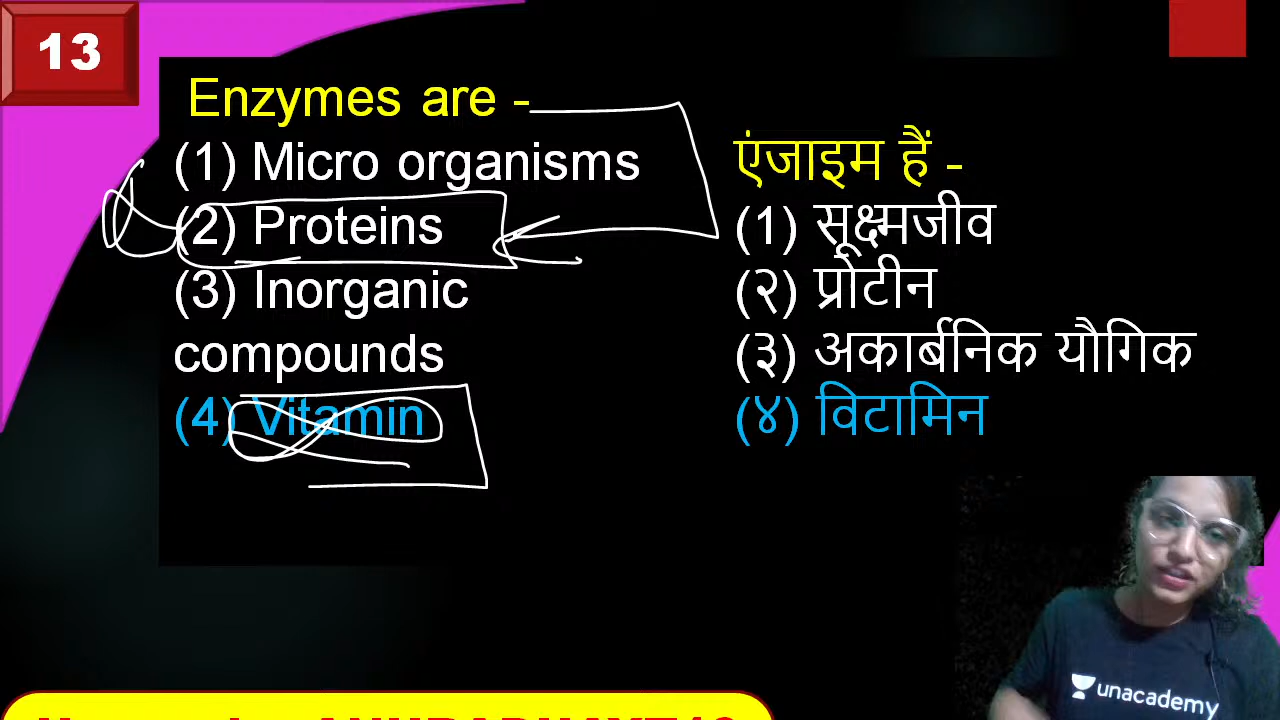 13
Enzymes are -
(1) Micro organisms
(2) Proteins
(3) Inorganic
compounds
(4) Vitamin
एंजाइम हैं -
(1) सूक्ष्मजीव
(२) प्रोटीन
(३) अकार्बनिक यौगिक
(४) विटामिन
unacademy